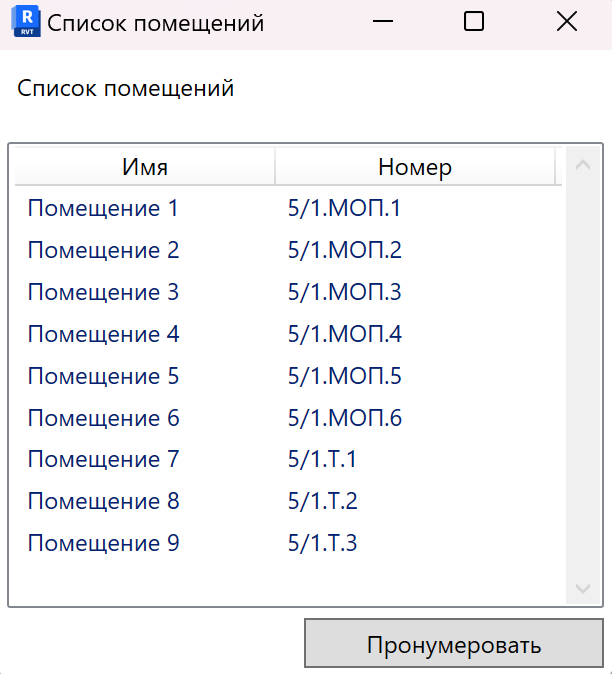 R
RVT
Список помещений
Список помещений
Имя Номер
Помещение 1 5/1.МОП.1
Помещение 2 5/1.МОП.2
Помещение 3 5/1.МОП.3
Помещение 4 5/1.МОП.4
Помещение 5 5/1.МОП.5
Помещение 6 5/1.МОП.6
Помещение 7 5/1.Т.1
Помещение 8 5/1.Т.2
Помещение 9 5/1.Т.3
Пронумеровать